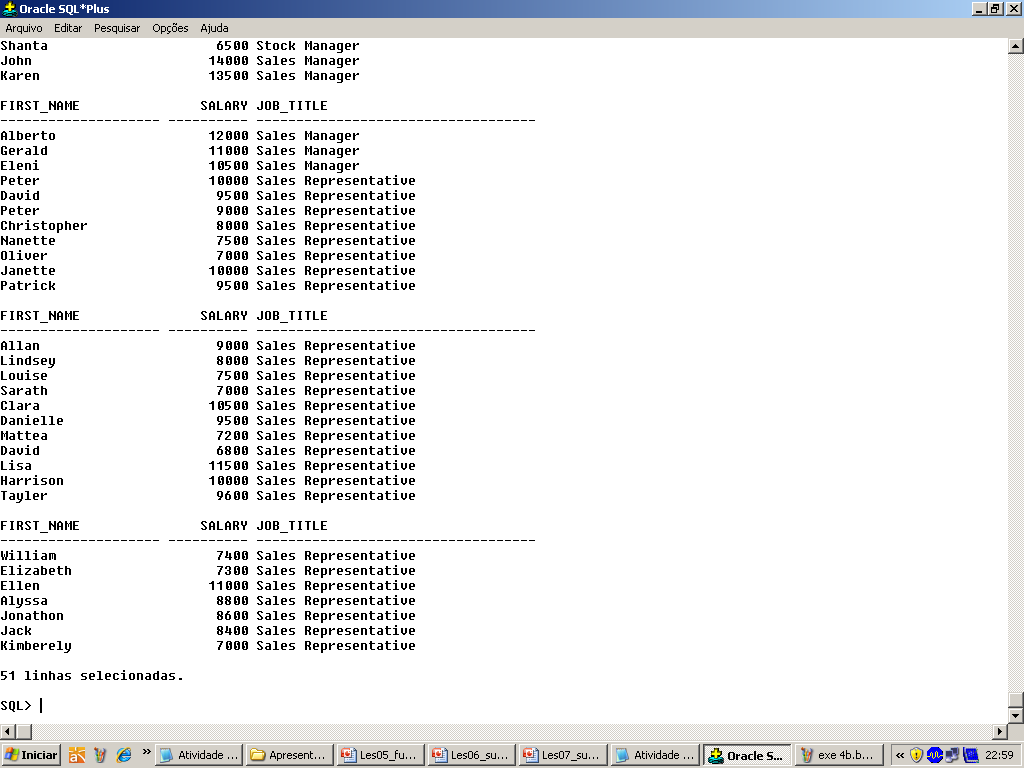 Oracle SQL*Plus
Arquivo Editar Pesquisar Opções Ajuda
Shanta 6500 Stock Manager
John 14000 Sales Manager
Karen 13500 Sales Manager
FIRST_NAME SALARY JOB_TITLE
-------------------- ---------- -----------------------------------
Alberto 12000 Sales Manager
Gerald 11000 Sales Manager
Eleni 10500 Sales Manager
Peter 10000 Sales Representative
David 9500 Sales Representative
Peter 9000 Sales Representative
Christopher 8000 Sales Representative
Nanette 7500 Sales Representative
Oliver 7000 Sales Representative
Janette 10000 Sales Representative
Patrick 9500 Sales Representative
FIRST_NAME SALARY JOB_TITLE
-------------------- ---------- -----------------------------------
Allan 9000 Sales Representative
Lindsey 8000 Sales Representative
Louise 7500 Sales Representative
Sarath 7000 Sales Representative
Clara 10500 Sales Representative
Danielle 9500 Sales Representative
Mattea 7200 Sales Representative
David 6800 Sales Representative
Lisa 11500 Sales Representative
Harrison 10000 Sales Representative
Tayler 9600 Sales Representative
FIRST_NAME SALARY JOB_TITLE
-------------------- ---------- -----------------------------------
William 7400 Sales Representative
Elizabeth 7300 Sales Representative
Ellen 11000 Sales Representative
Alyssa 8800 Sales Representative
Jonathon 8600 Sales Representative
Jack 8400 Sales Representative
Kimberely 7000 Sales Representative
51 linhas selecionadas.
SQL>
Iniciar » Atividade ... Apresent... Les05_fu... Les06_su... Les07_su... Atividade ... Oracle S... exe 4b.b... « 22:59